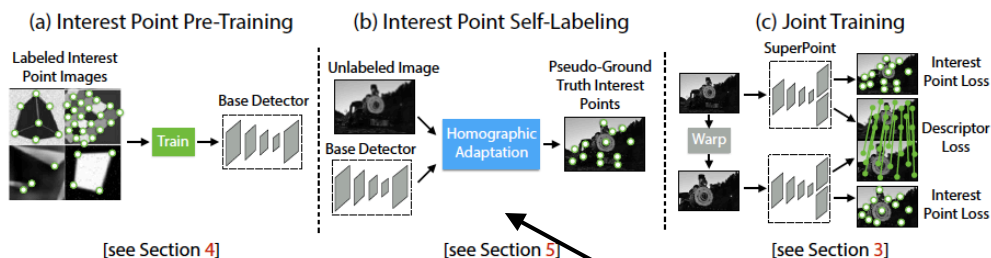 (a) Interest Point Pre-Training
Labeled Interest
Point Images
Train
Base Detector
[see Section 4]
(b) Interest Point Self-Labeling
Unlabeled Image
Base Detector
Homographic
Adaptation
Pseudo-Ground
Truth Interest
Points
[see Section 5]
(c) Joint Training
SuperPoint
Warp
Interest
Point Loss
Descriptor
Loss
Interest
Point Loss
[see Section 3]